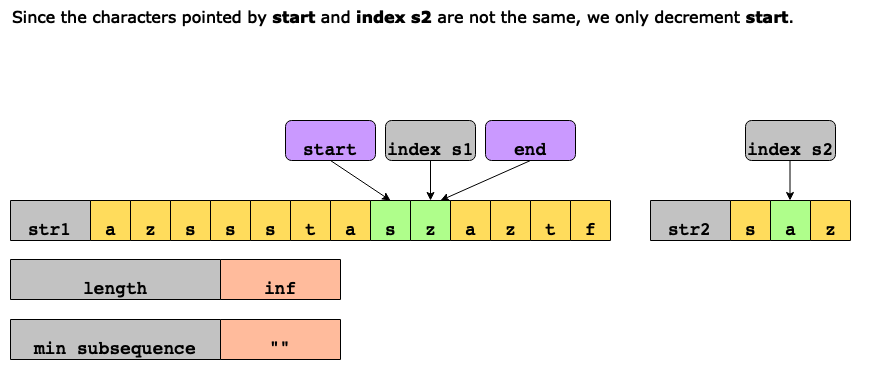 Since the characters pointed by start and index s2 are not the same, we only decrement start.
start index s1 end index s2
str1 a z s s s t a s z a z t f str2 s a z
length inf
min subsequence ""